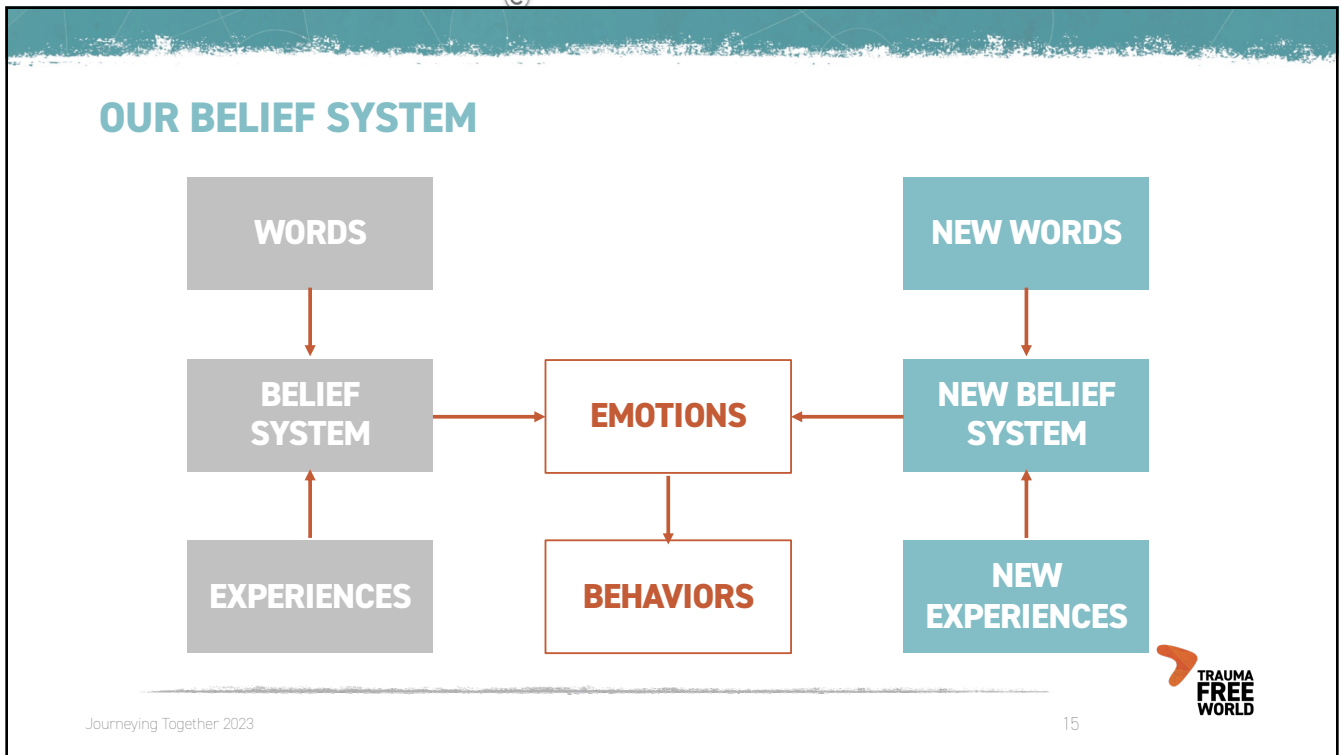 OUR BELIEF SYSTEM
WORDS
NEW WORDS
BELIEF
SYSTEM
EMOTIONS
NEW BELIEF
SYSTEM
EXPERIENCES
BEHAVIORS
NEW
EXPERIENCES
TRAUMA
FREE
WORLD
Journeying Together 2023
15